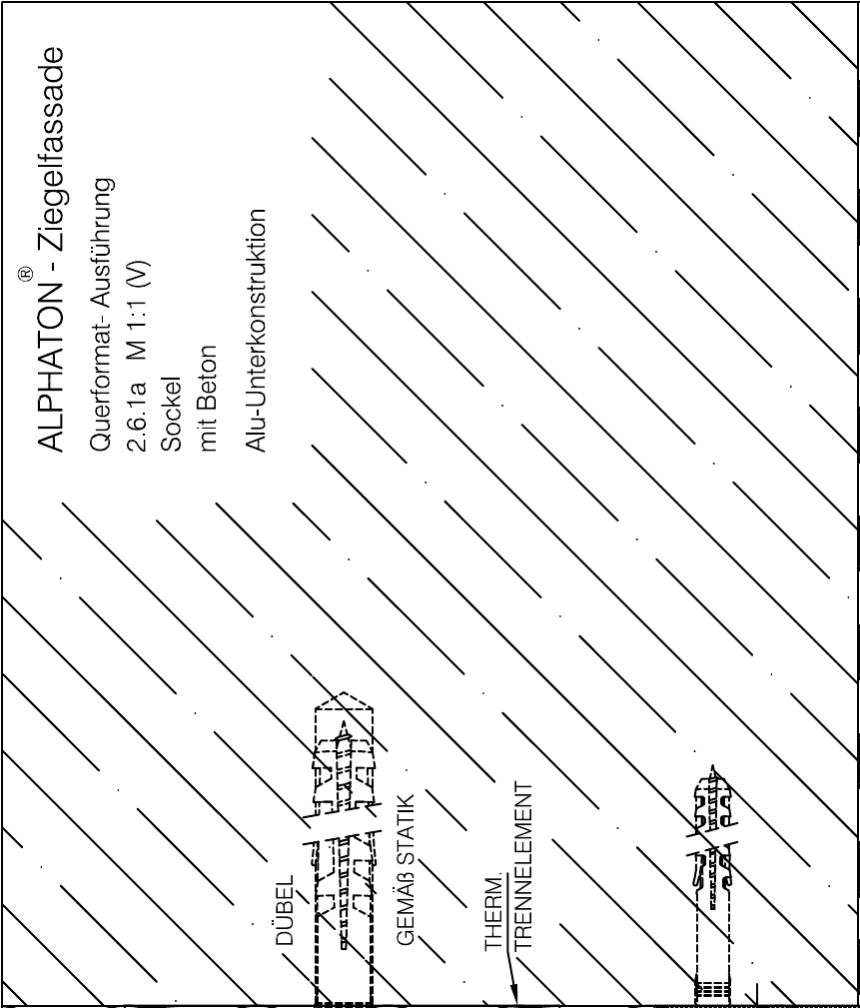 ALPHATON® - Ziegelfassade
Querformat- Ausführung
2.6.1a M 1:1 (V)
Sockel
mit Beton
Alu-Unterkonstruktion
DÜBEL
GEMÄß STATIK
THERM.
TRENNELEMENT